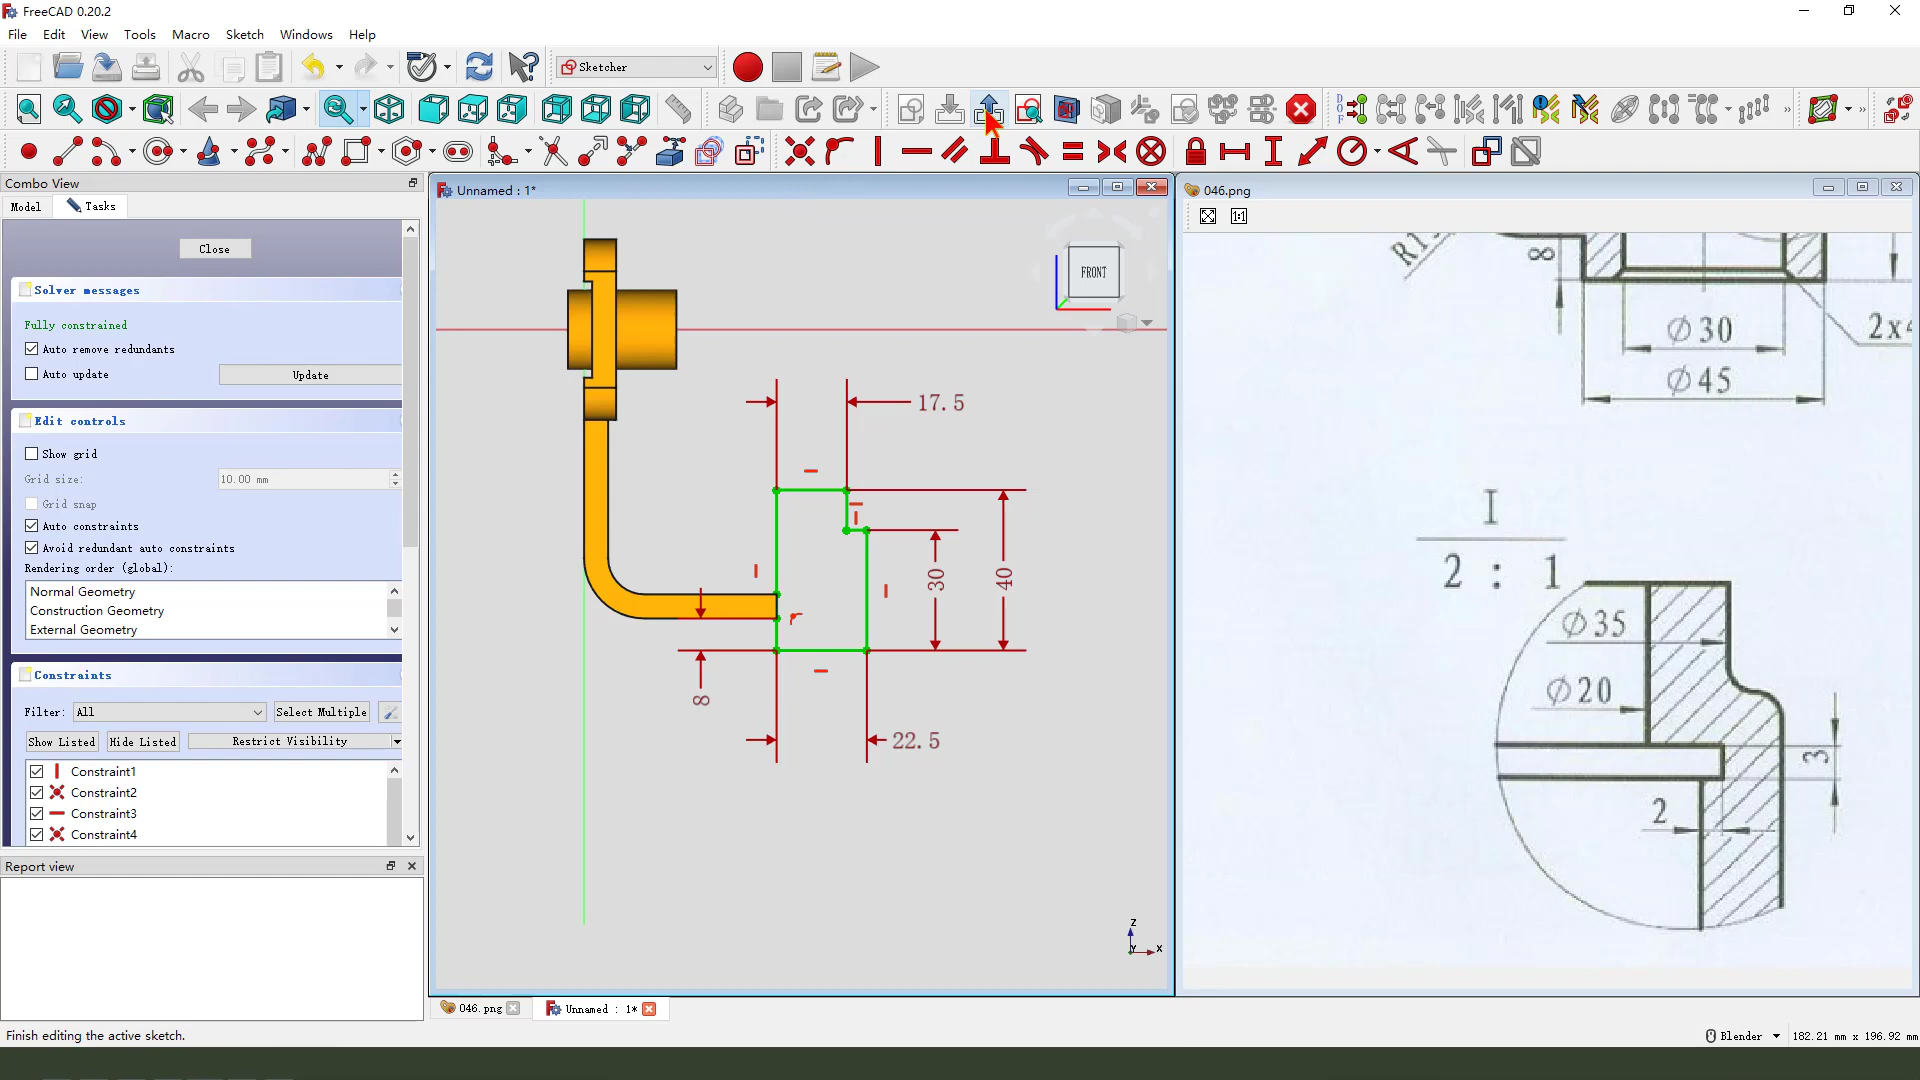 FreeCAD 0.20.2
File Edit View Tools Macro Sketch Windows Help
Sketcher
Combo View
Model Tasks
Close
Solver messages
Fully constrained
Auto remove redundants
Auto update Update
Edit controls
Show grid
Grid size: 10.00 mm
Grid snap
Auto constraints
Avoid redundant auto constraints
Rendering order (global):
Normal Geometry
Construction Geometry
External Geometry
Constraints
Filter: All Select Multiple
Show Listed Hide Listed Restrict Visibility
Constraint1
Constraint2
Constraint3
Constraint4
Report view
Unnamed : 1*
FRONT
17.5
30
40
8
22.5
Z
Y
X
046.png
1:1
8
Ø30
Ø45
I
2 : 1
Ø35
Ø20
3
2
046.png
Unnamed : 1*
Finish editing the active sketch.
Blender 182.21 mm x 196.92 mm